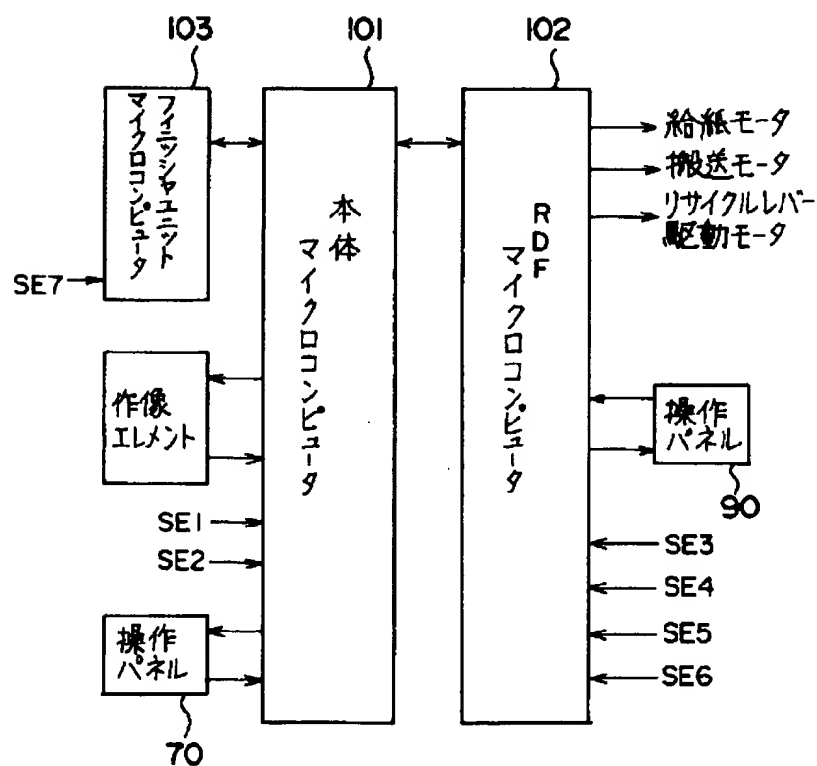 103
101
102
フィニッシャユニット
マイクロコンピュータ
SE7
作像
エレメント
SE1
SE2
操作
パネル
70
本体
マイクロコンピュータ
RDF
マイクロコンピュータ
給紙モータ
搬送モータ
リサイクルレバー
駆動モータ
操作
パネル
90
SE3
SE4
SE5
SE6